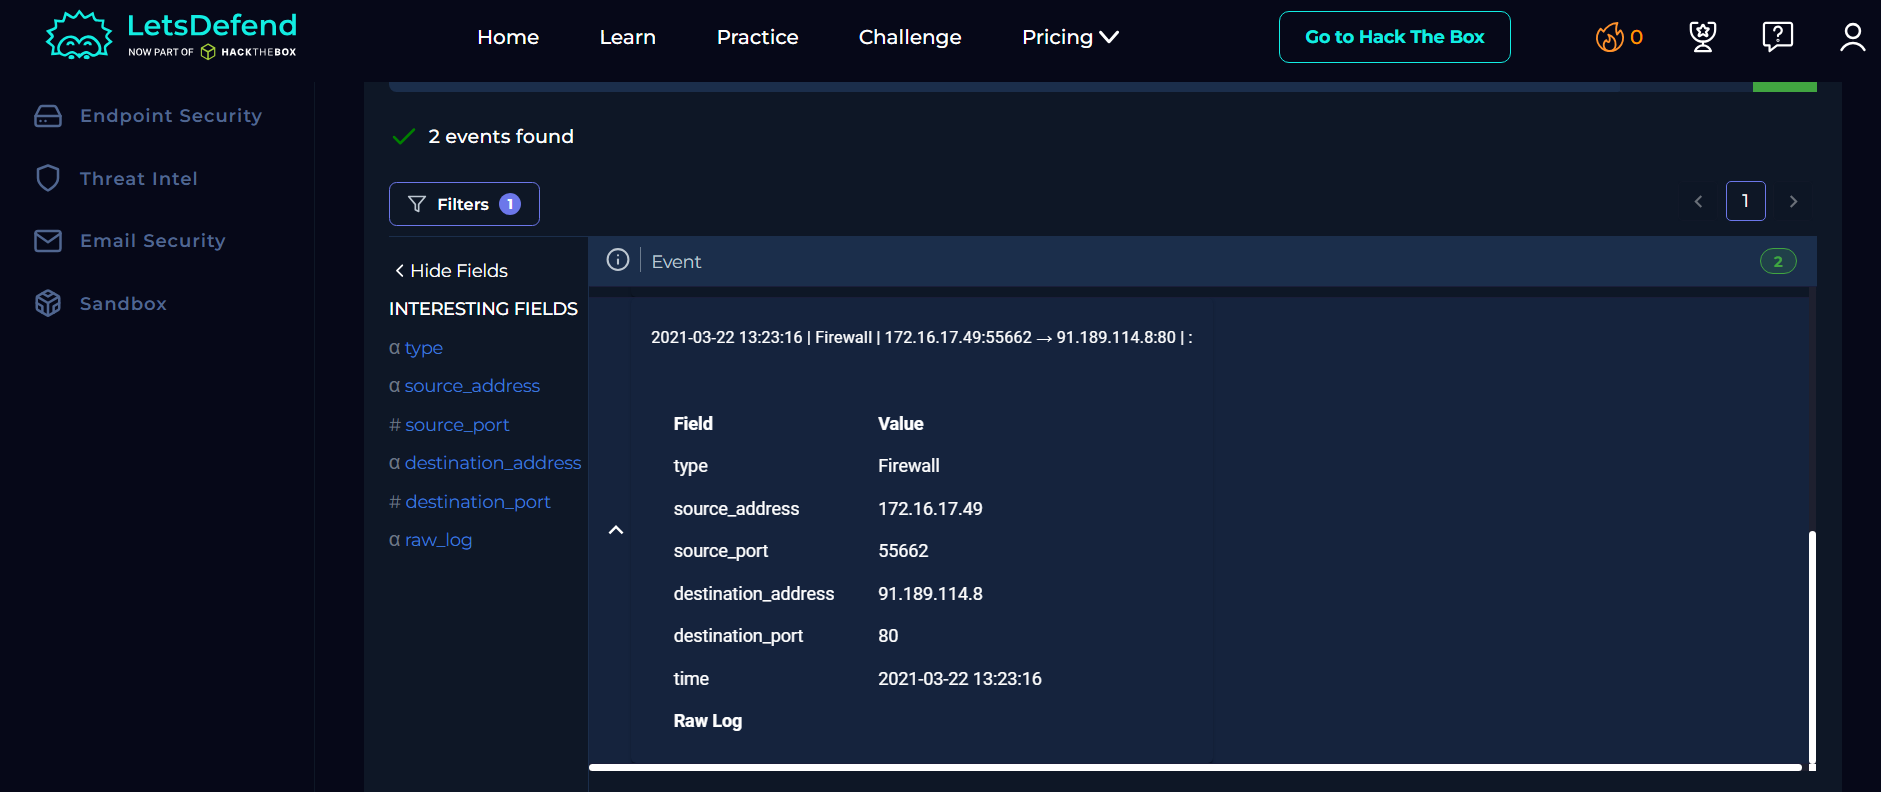 LetsDefend
NOW PART OF HACKTHEBOX
Home
Learn
Practice
Challenge
Pricing
Go to Hack The Box
0
Endpoint Security
Threat Intel
Email Security
Sandbox
2 events found
Filters 1
1
Hide Fields
INTERESTING FIELDS
α type
α source_address
# source_port
α destination_address
# destination_port
α raw_log
Event
2
2021-03-22 13:23:16 | Firewall | 172.16.17.49:55662 → 91.189.114.8:80 | :
Field Value
type Firewall
source_address 172.16.17.49
source_port 55662
destination_address 91.189.114.8
destination_port 80
time 2021-03-22 13:23:16
Raw Log